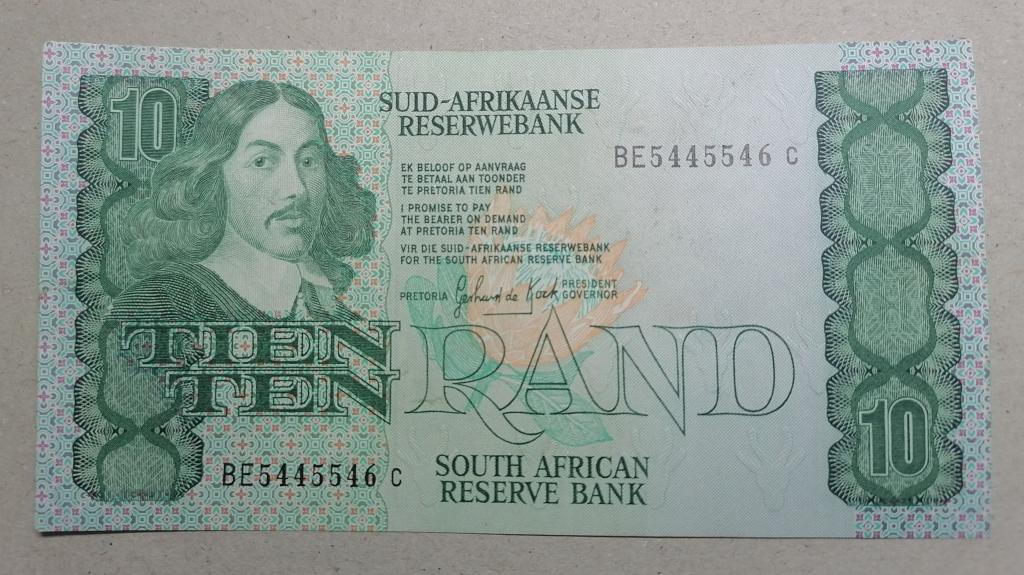 10
SUID-AFRIKAANSE
RESERWEBANK
BE5445546 C
EK BELOOF OP AANVRAAG
TE BETAAL AAN TOONDER
TE PRETORIA TIEN RAND
I PROMISE TO PAY
THE BEARER ON DEMAND
AT PRETORIA TEN RAND
VIR DIE SUID-AFRIKAANSE RESERWEBANK
FOR THE SOUTH AFRICAN RESERVE BANK
PRESIDENT
PRETORIA Gerhard de Kock GOVERNOR
TIEN
TEN RAND
10
BE5445546 C
SOUTH AFRICAN
RESERVE BANK